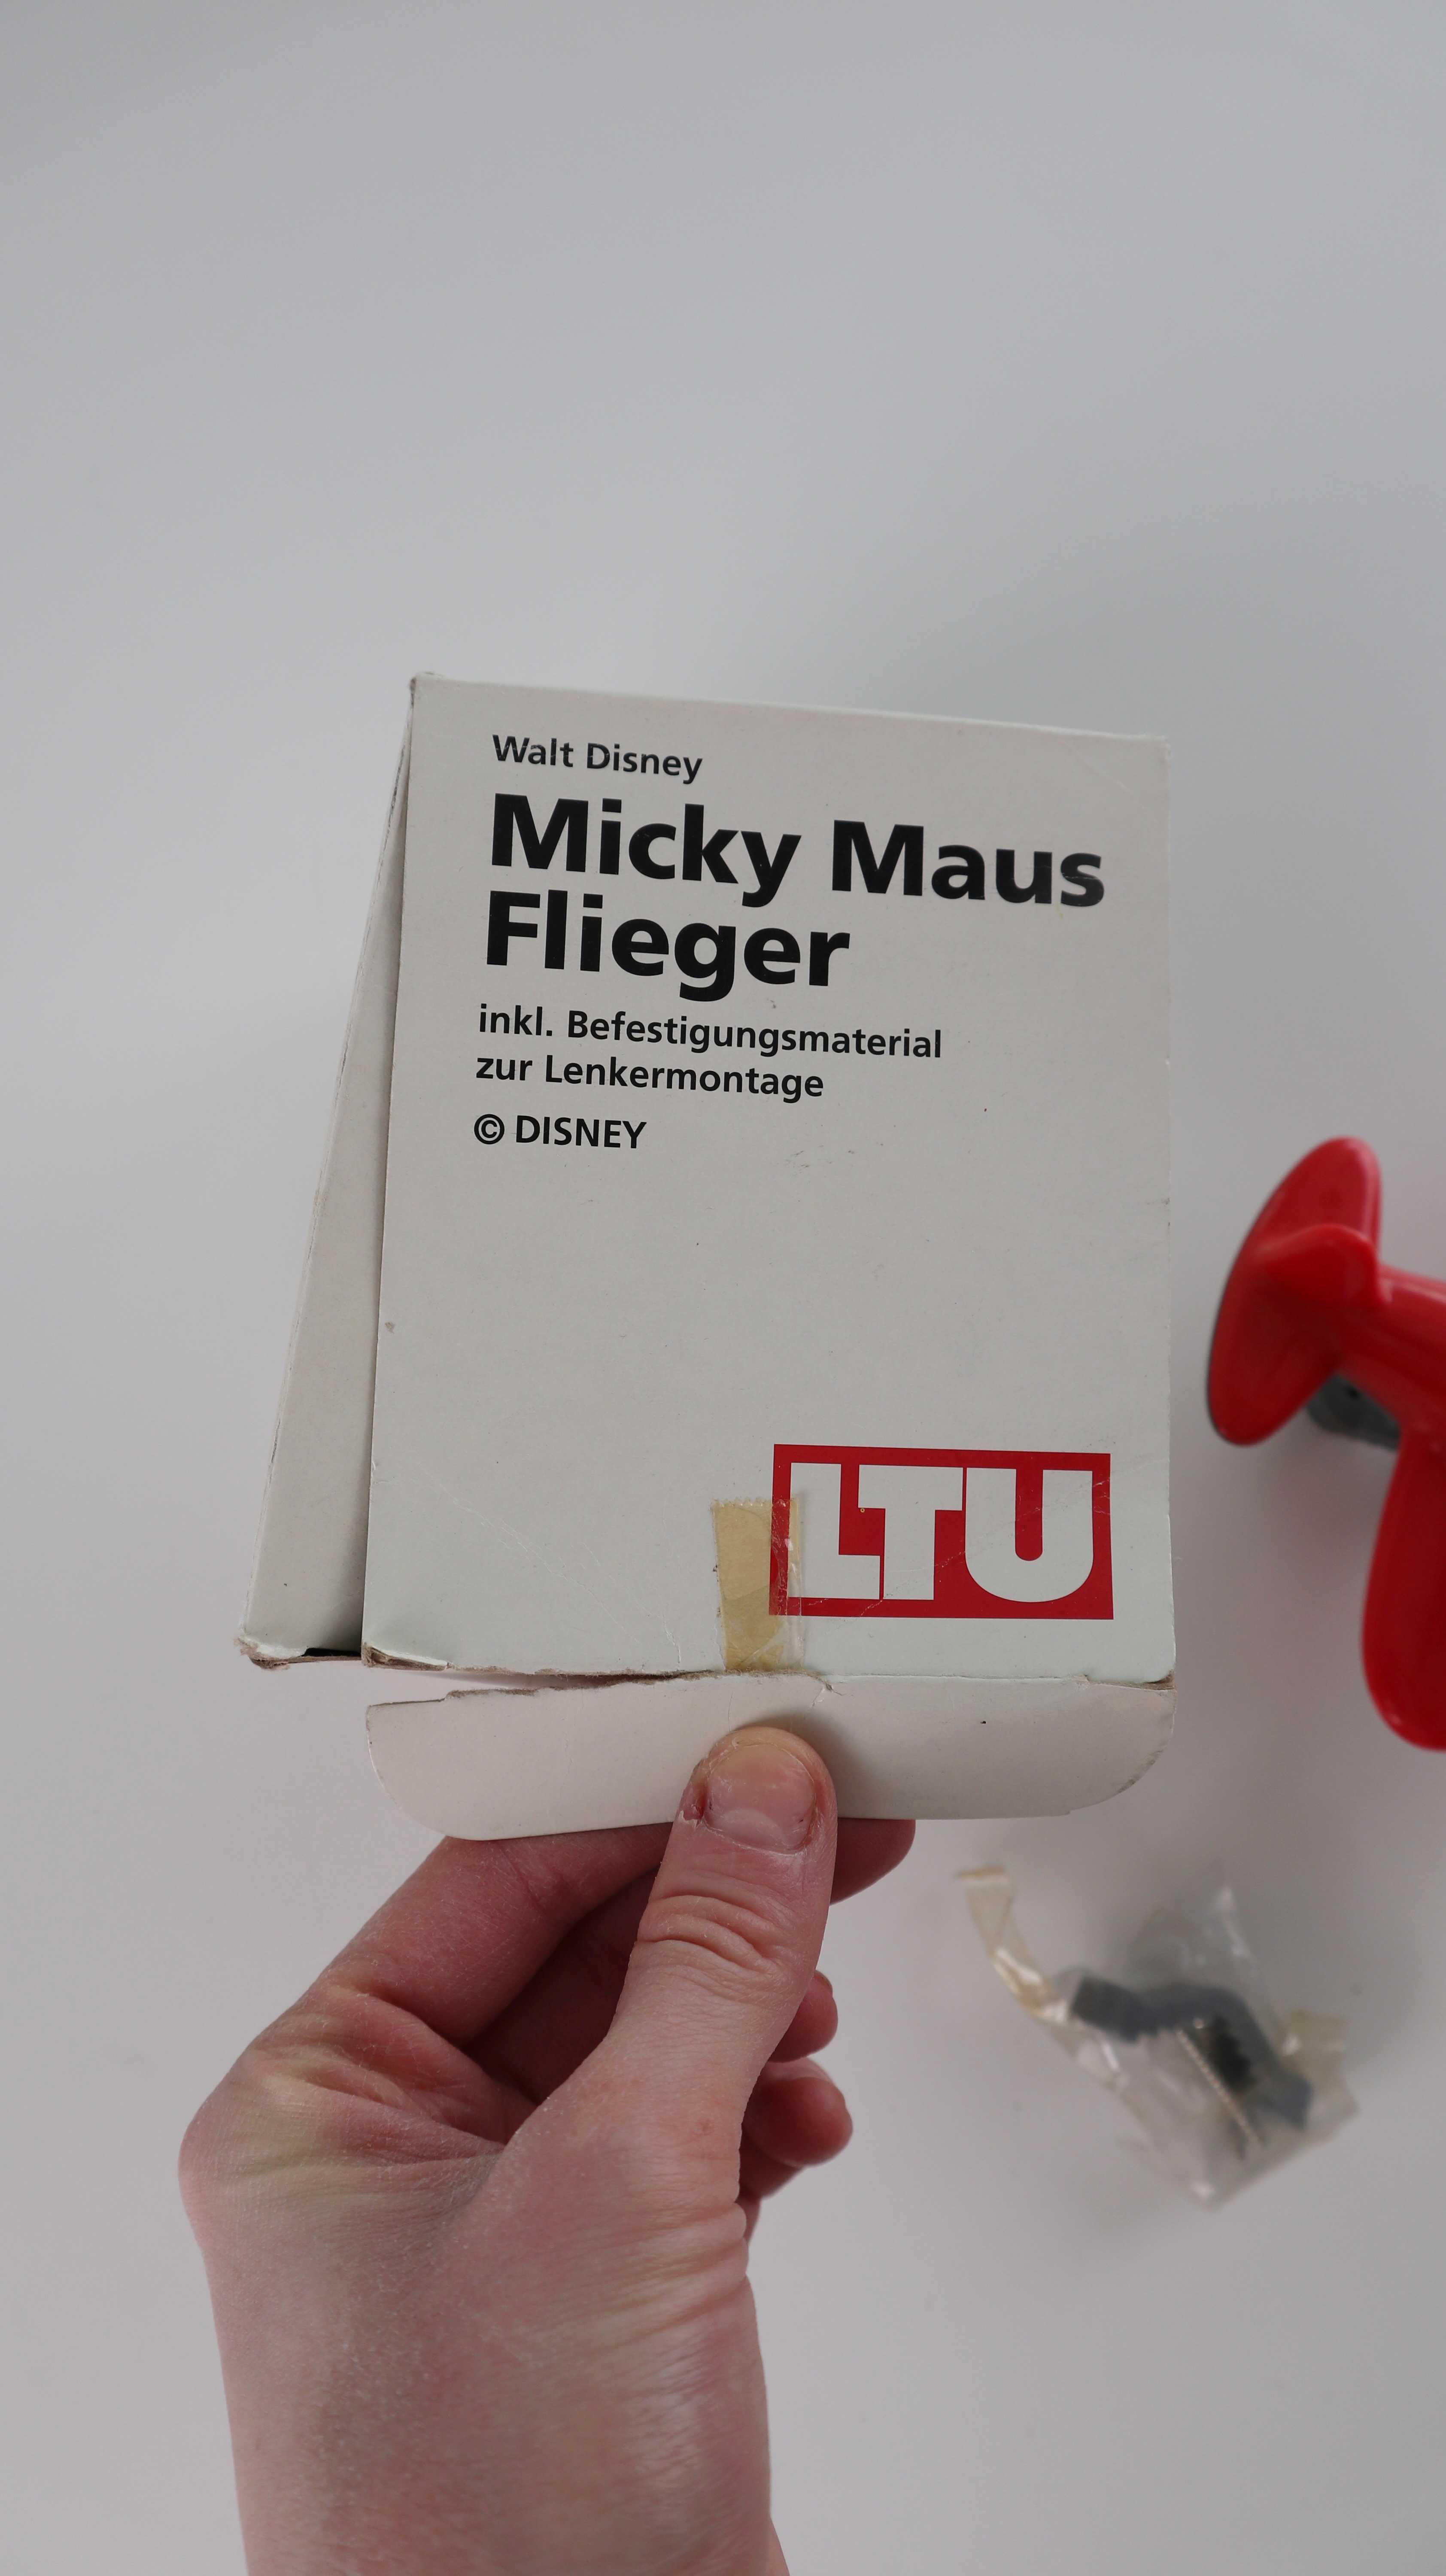 Walt Disney
Micky Maus
Flieger
inkl. Befestigungsmaterial
zur Lenkermontage
© DISNEY
LTU